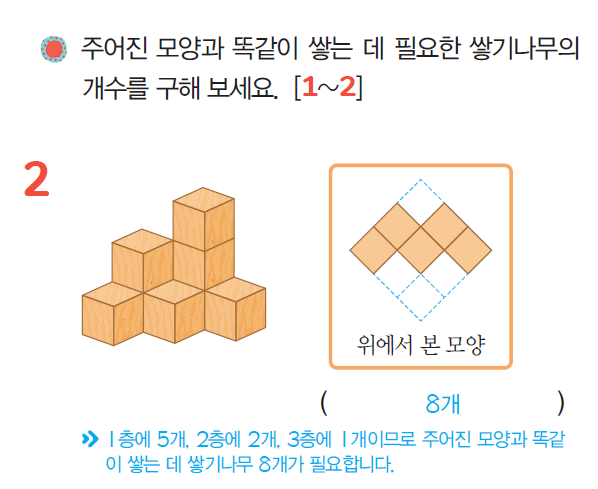 주어진 모양과 똑같이 쌓는 데 필요한 쌓기나무의
개수를 구해 보세요. [1~2]
2
위에서 본 모양
( 8개 )
» 1층에 5개, 2층에 2개, 3층에 1개이므로 주어진 모양과 똑같
이 쌓는 데 쌓기나무 8개가 필요합니다.